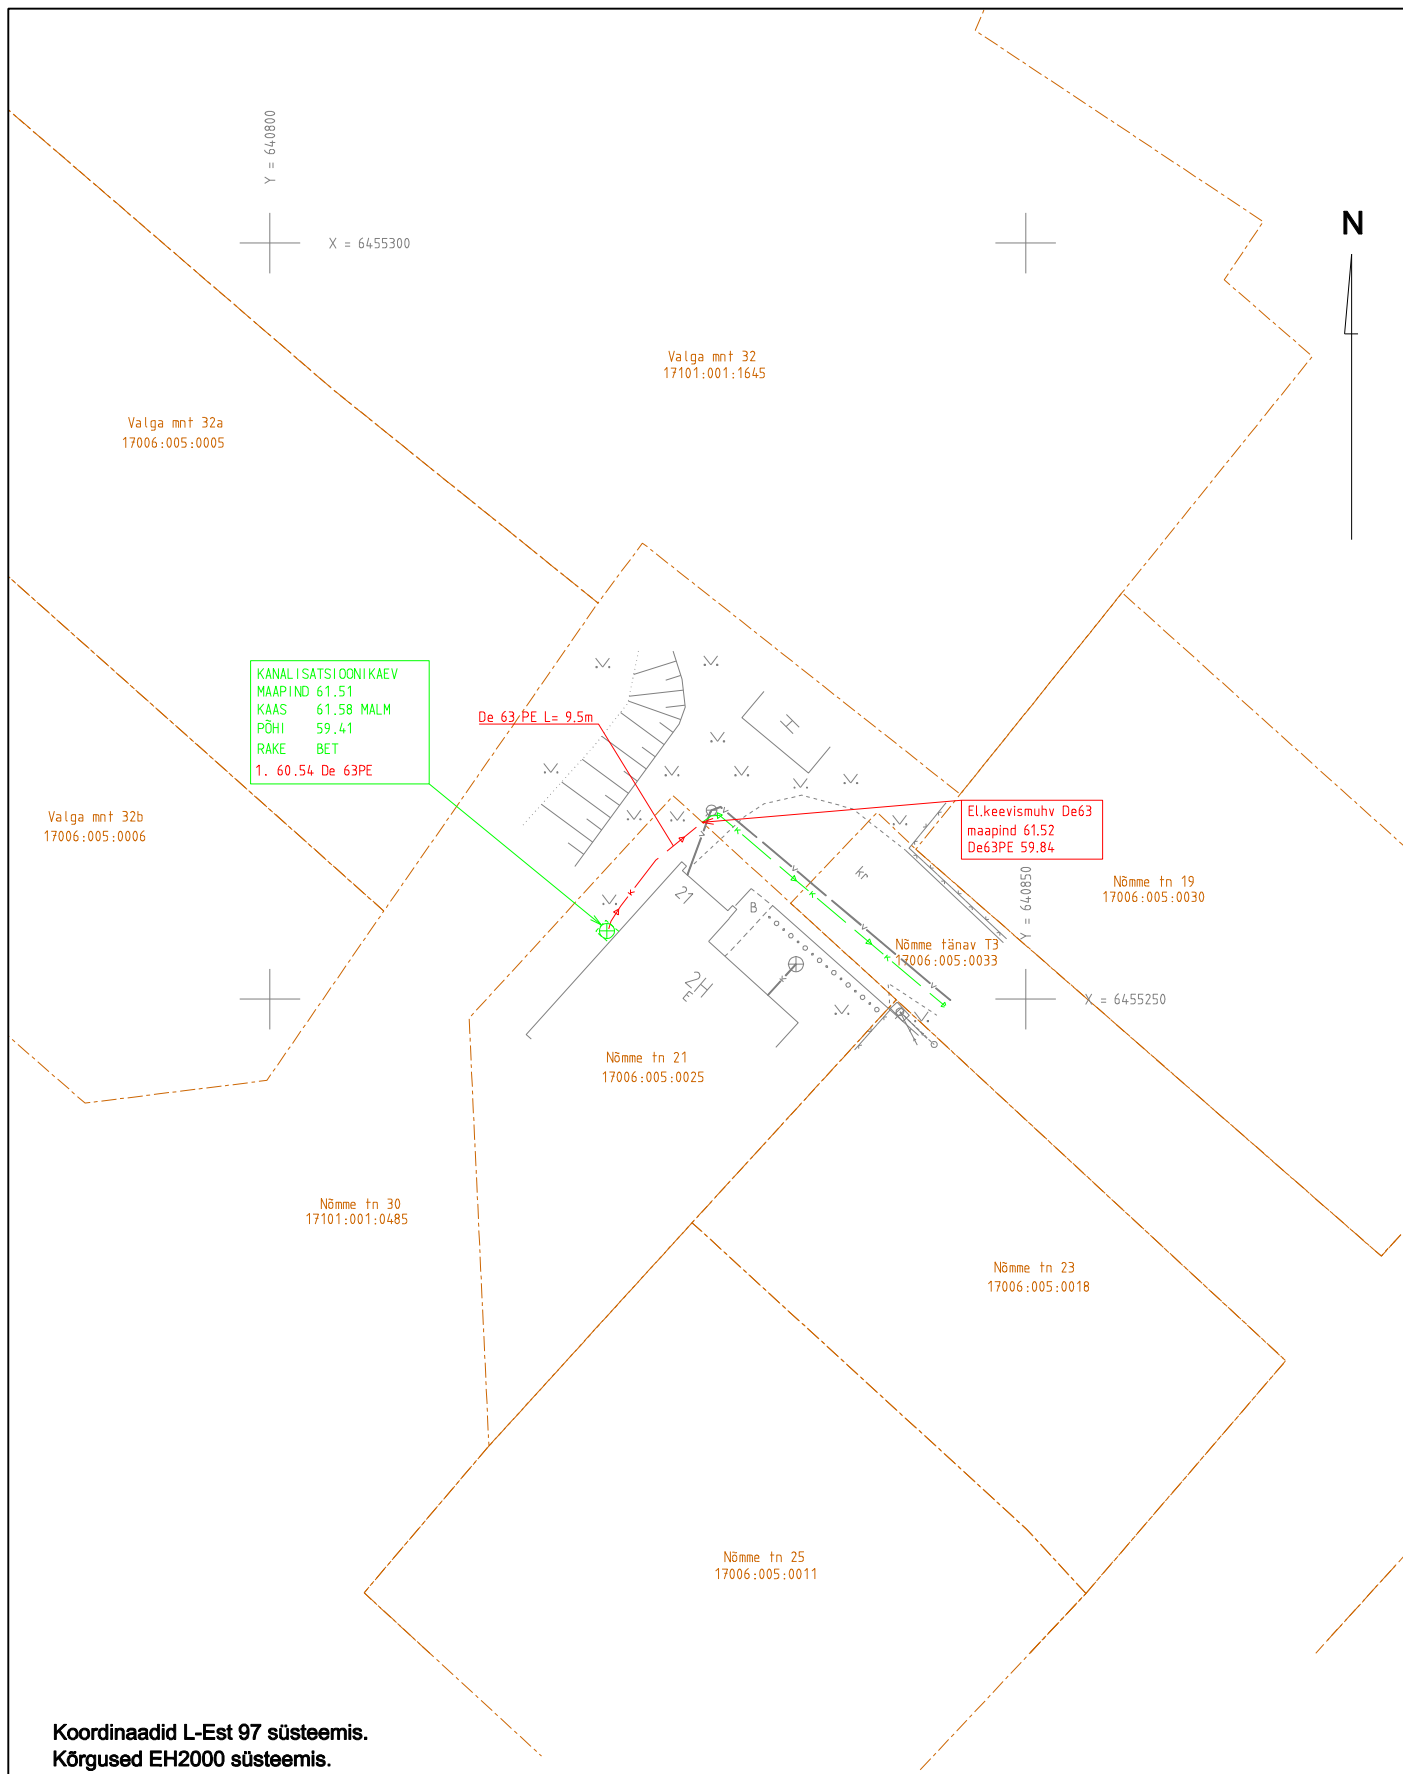 Y = 640800
N
X = 6455300
Valga mnt 32
17101:001:1645
Valga mnt 32a
17006:005:0005
KANALISATSIOONIKAEV
MAAPIND 61.51
KAAS 61.58 MALM
PÕHI 59.41
RAKE BET
1. 60.54 De 63PE
De 63 PE L= 9.5m
H
El.keevismuhv De63
maapind 61.52
De63PE 59.84
Valga mnt 32b
17006:005:0006
kr
Y = 640850
Nõmme tn 19
17006:005:0030
21
B
Nõmme tänav T3
17006:005:0033
2H
E
X = 6455250
Nõmme tn 21
17006:005:0025
Nõmme tn 30
17101:001:0485
Nõmme tn 23
17006:005:0018
Nõmme tn 25
17006:005:0011
Koordinaadid L-Est 97 süsteemis.
Kõrgused EH2000 süsteemis.